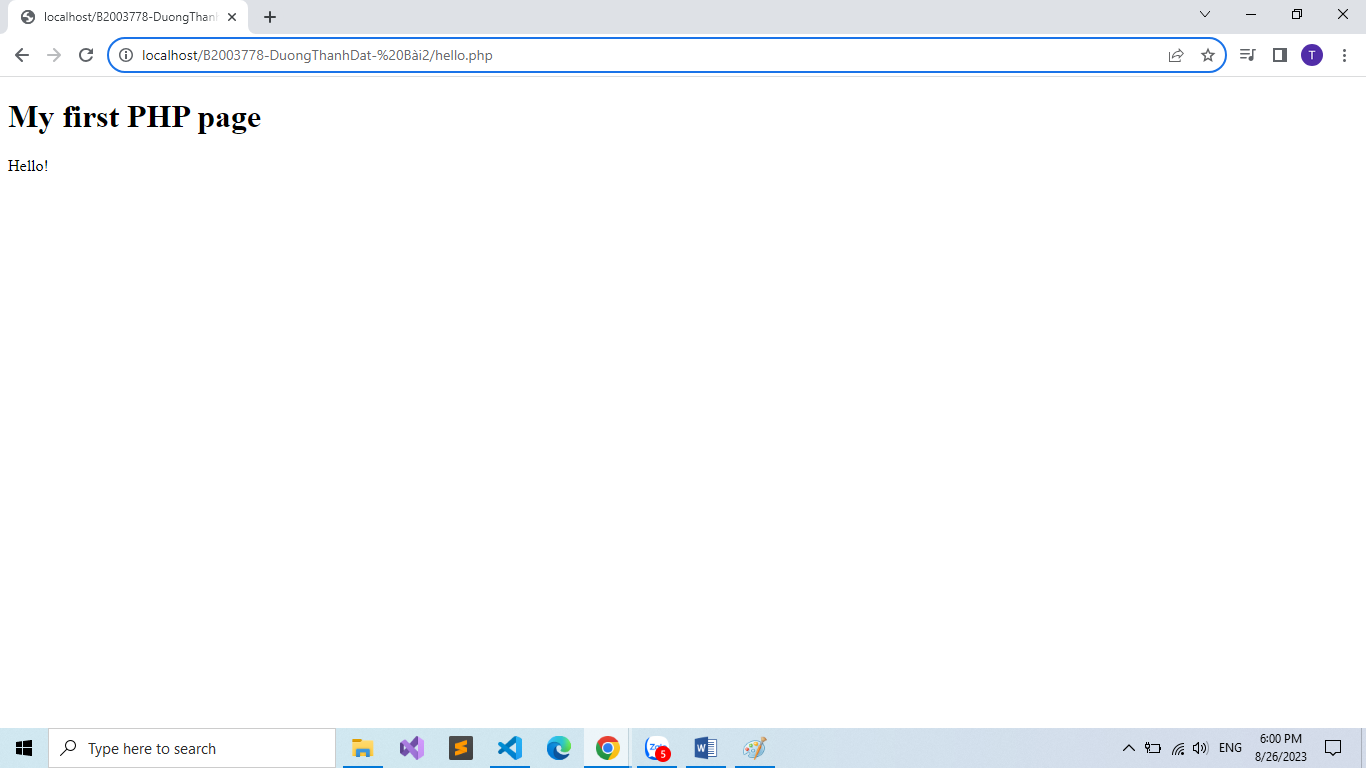 localhost/B2003778-DuongThanh
localhost/B2003778-DuongThanhDat-%20Bài2/hello.php
T
My first PHP page
Hello!
Type here to search
Zalo
5
W
ENG
6:00 PM
8/26/2023